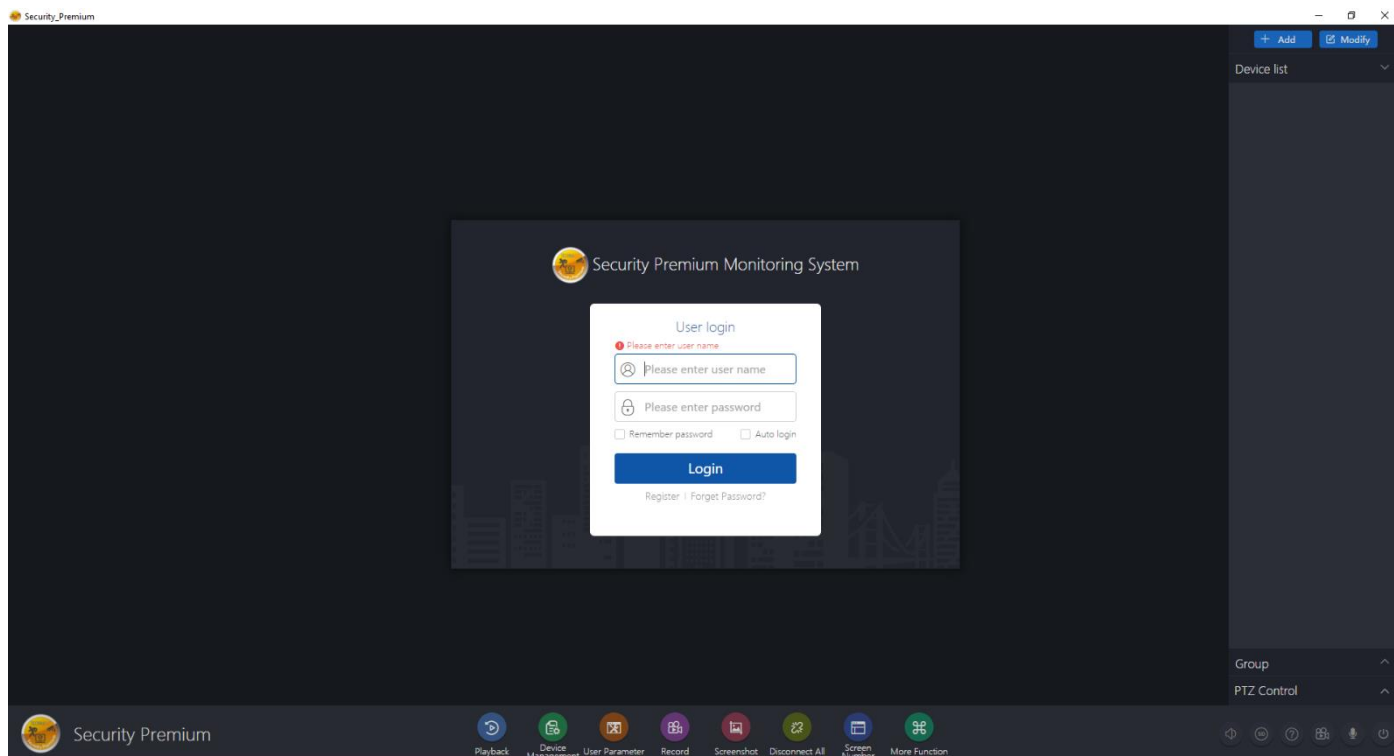 Security_Premium
+ Add
Modify
Device list
Security Premium Monitoring System
User login
Please enter user name
Please enter user name
Please enter password
Remember password
Auto login
Login
Register | Forget Password?
Group
PTZ Control
Security Premium
Playback
Device Management
User Parameter
Record
Screenshot
Disconnect All
Screen Number
More Function